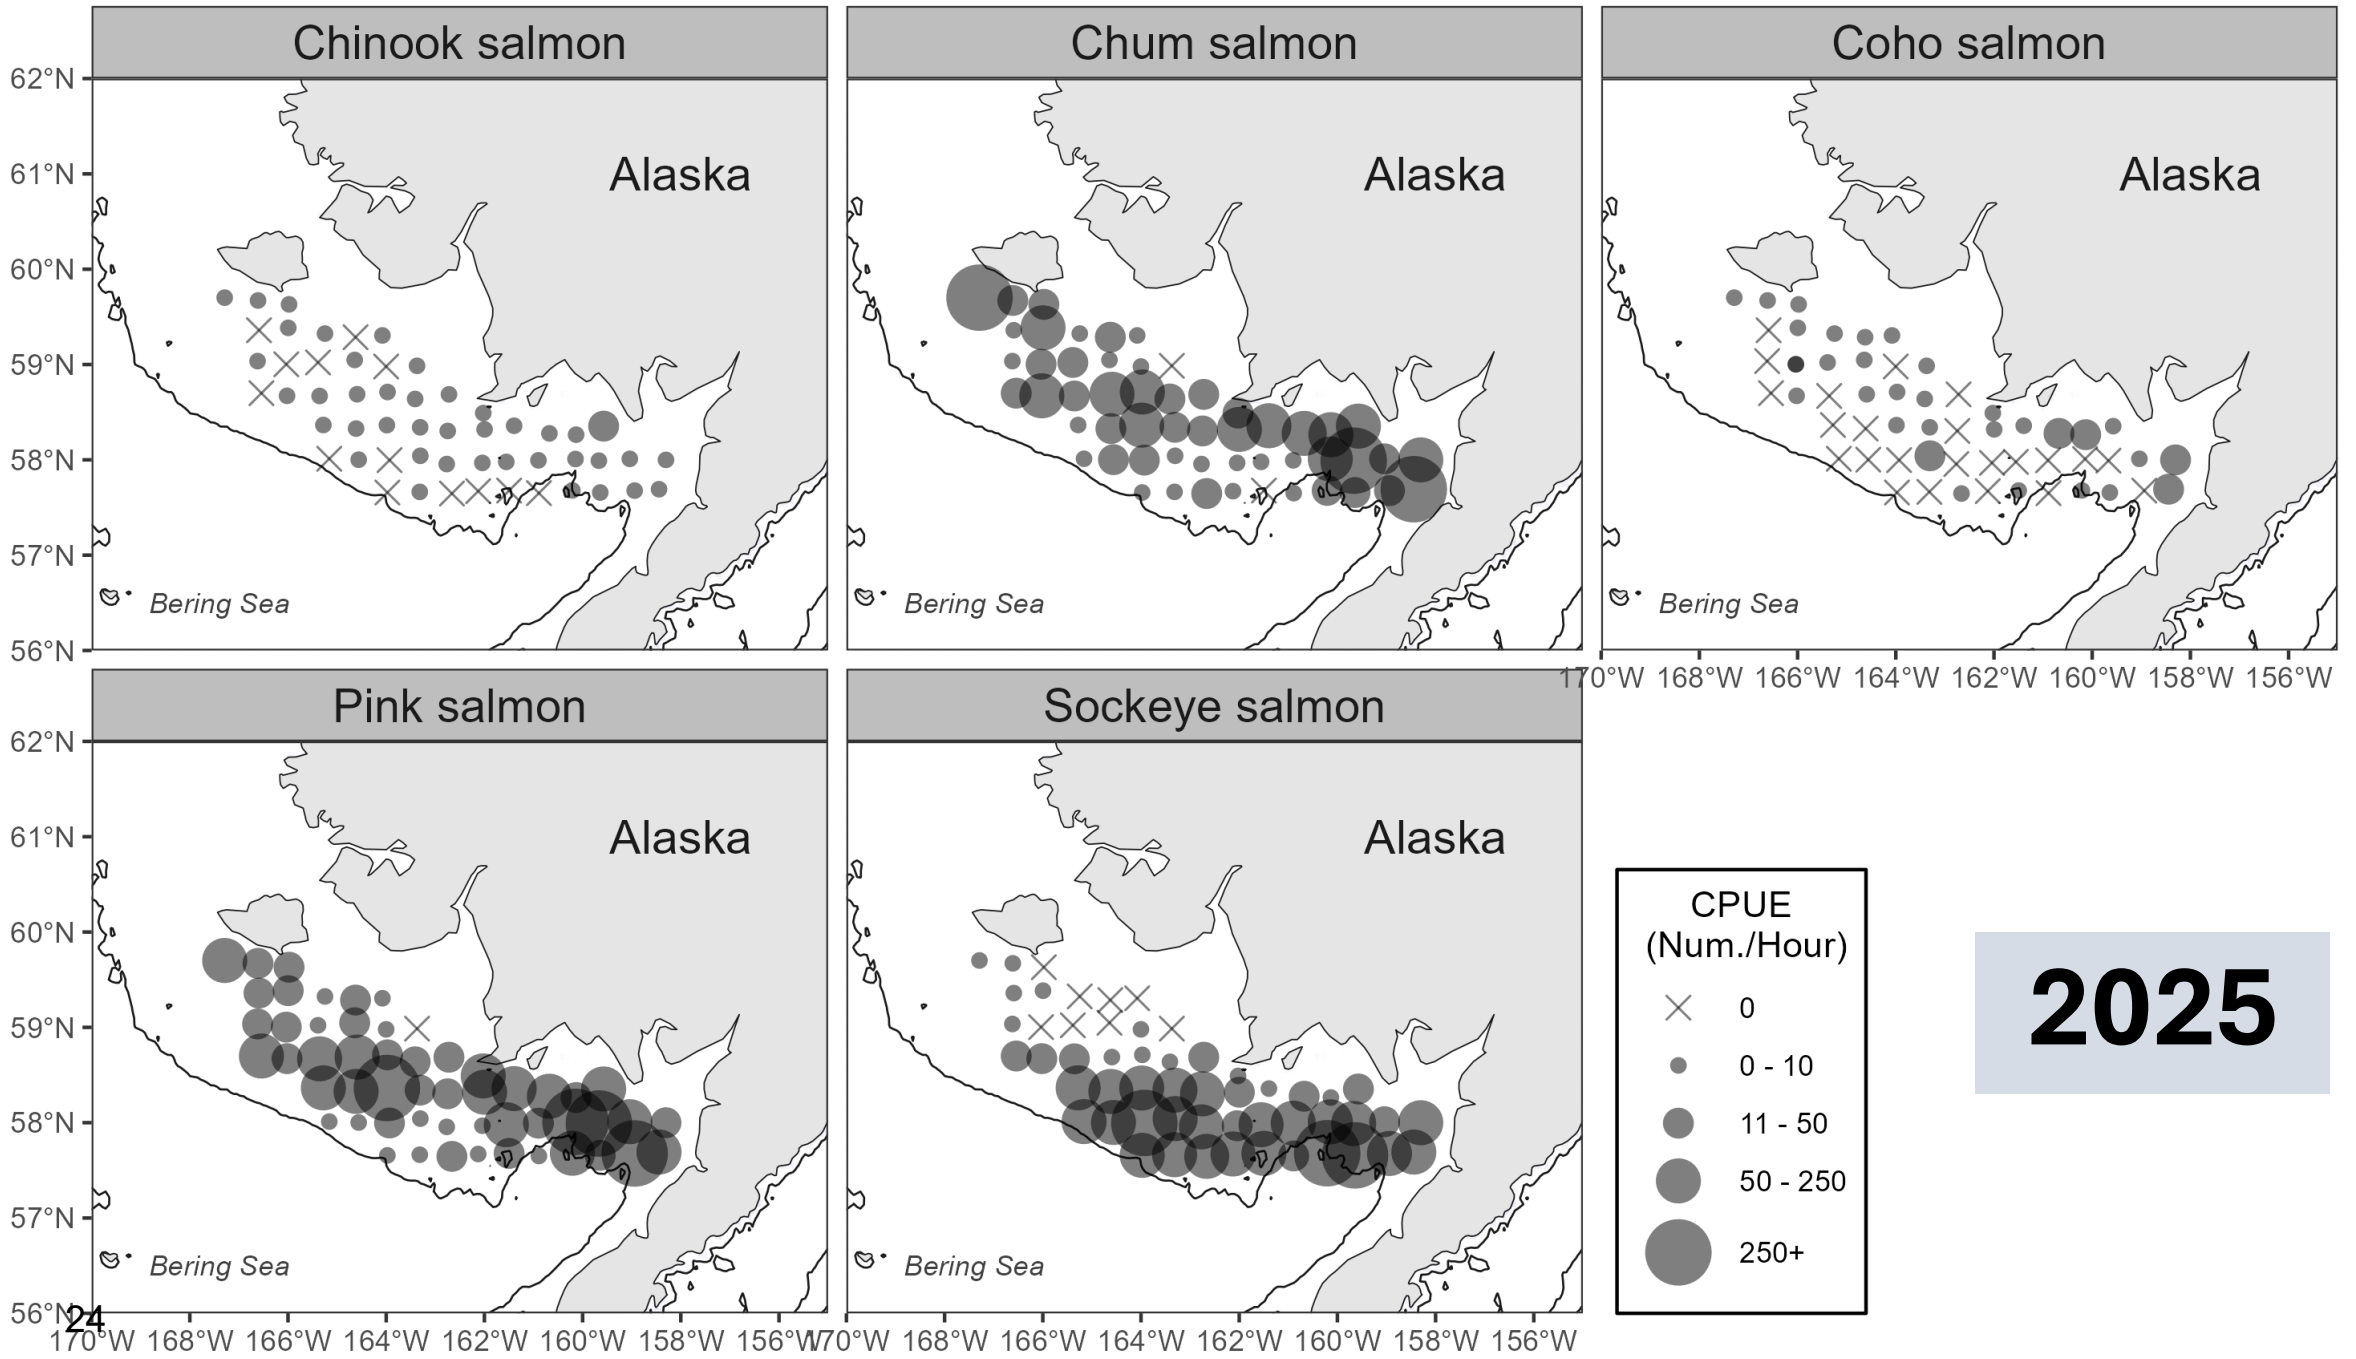 Chinook salmon
Chum salmon
Coho salmon
62°N
61°N
60°N
59°N
58°N
57°N
56°N
Alaska
Bering Sea
Alaska
Bering Sea
Alaska
Bering Sea
170°W 168°W 166°W 164°W 162°W 160°W 158°W 156°W
Pink salmon
Sockeye salmon
62°N
61°N
60°N
59°N
58°N
57°N
56°N
Alaska
Bering Sea
Alaska
Bering Sea
24
170°W 168°W 166°W 164°W 162°W 160°W 158°W 156°W
170°W 168°W 166°W 164°W 162°W 160°W 158°W 156°W
CPUE
(Num./Hour)
0
0 - 10
11 - 50
50 - 250
250+
2025